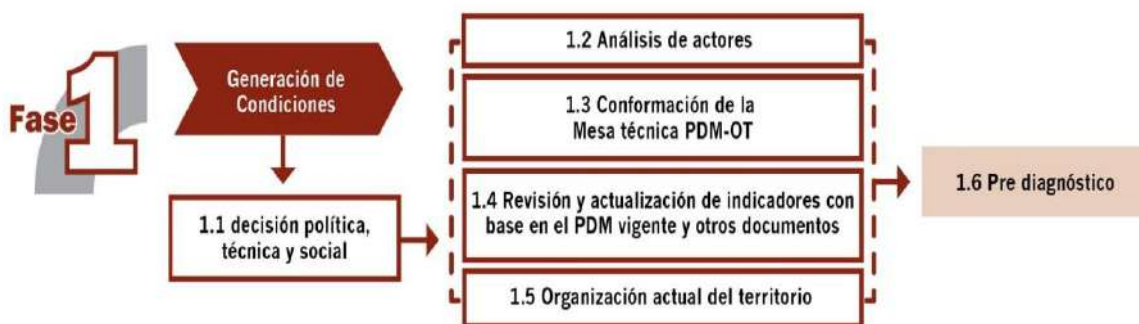 Fase 1
Generación de
Condiciones
1.1 decisión política,
técnica y social
1.2 Análisis de actores
1.3 Conformación de la
Mesa técnica PDM-OT
1.4 Revisión y actualización de indicadores con
base en el PDM vigente y otros documentos
1.5 Organización actual del territorio
1.6 Pre diagnóstico